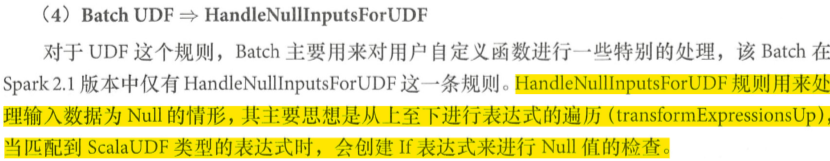 （4）Batch UDF ⇒ HandleNullInputsForUDF
对于 UDF 这个规则，Batch 主要用来对用户自定义函数进行一些特别的处理，该 Batch 在
Spark 2.1 版本中仅有 HandleNullInputsForUDF 这一条规则。HandleNullInputsForUDF 规则用来处
理输入数据为 Null 的情形，其主要思想是从上至下进行表达式的遍历（transformExpressionsUp），
当匹配到 ScalaUDF 类型的表达式时，会创建 If 表达式来进行 Null 值的检查。